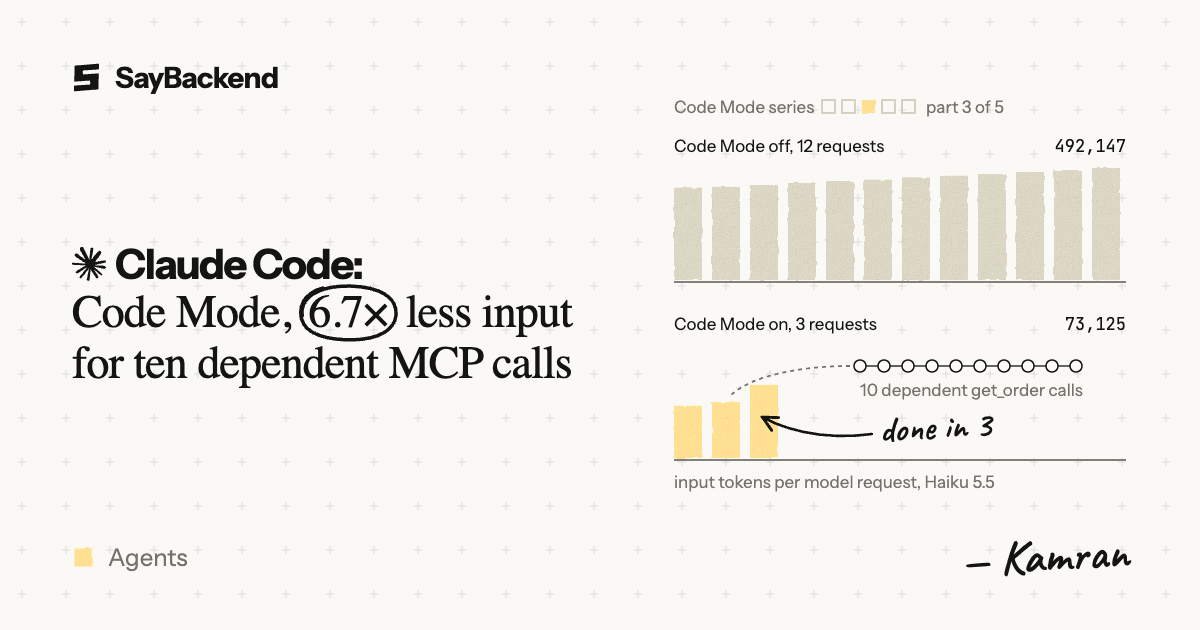 SayBackend
Claude Code:
Code Mode, 6.7× less input
for ten dependent MCP calls
Agents
Code Mode series part 3 of 5
Code Mode off, 12 requests 492,147
Code Mode on, 3 requests 73,125
10 dependent get_order calls
done in 3
input tokens per model request, Haiku 5.5
— Kamran